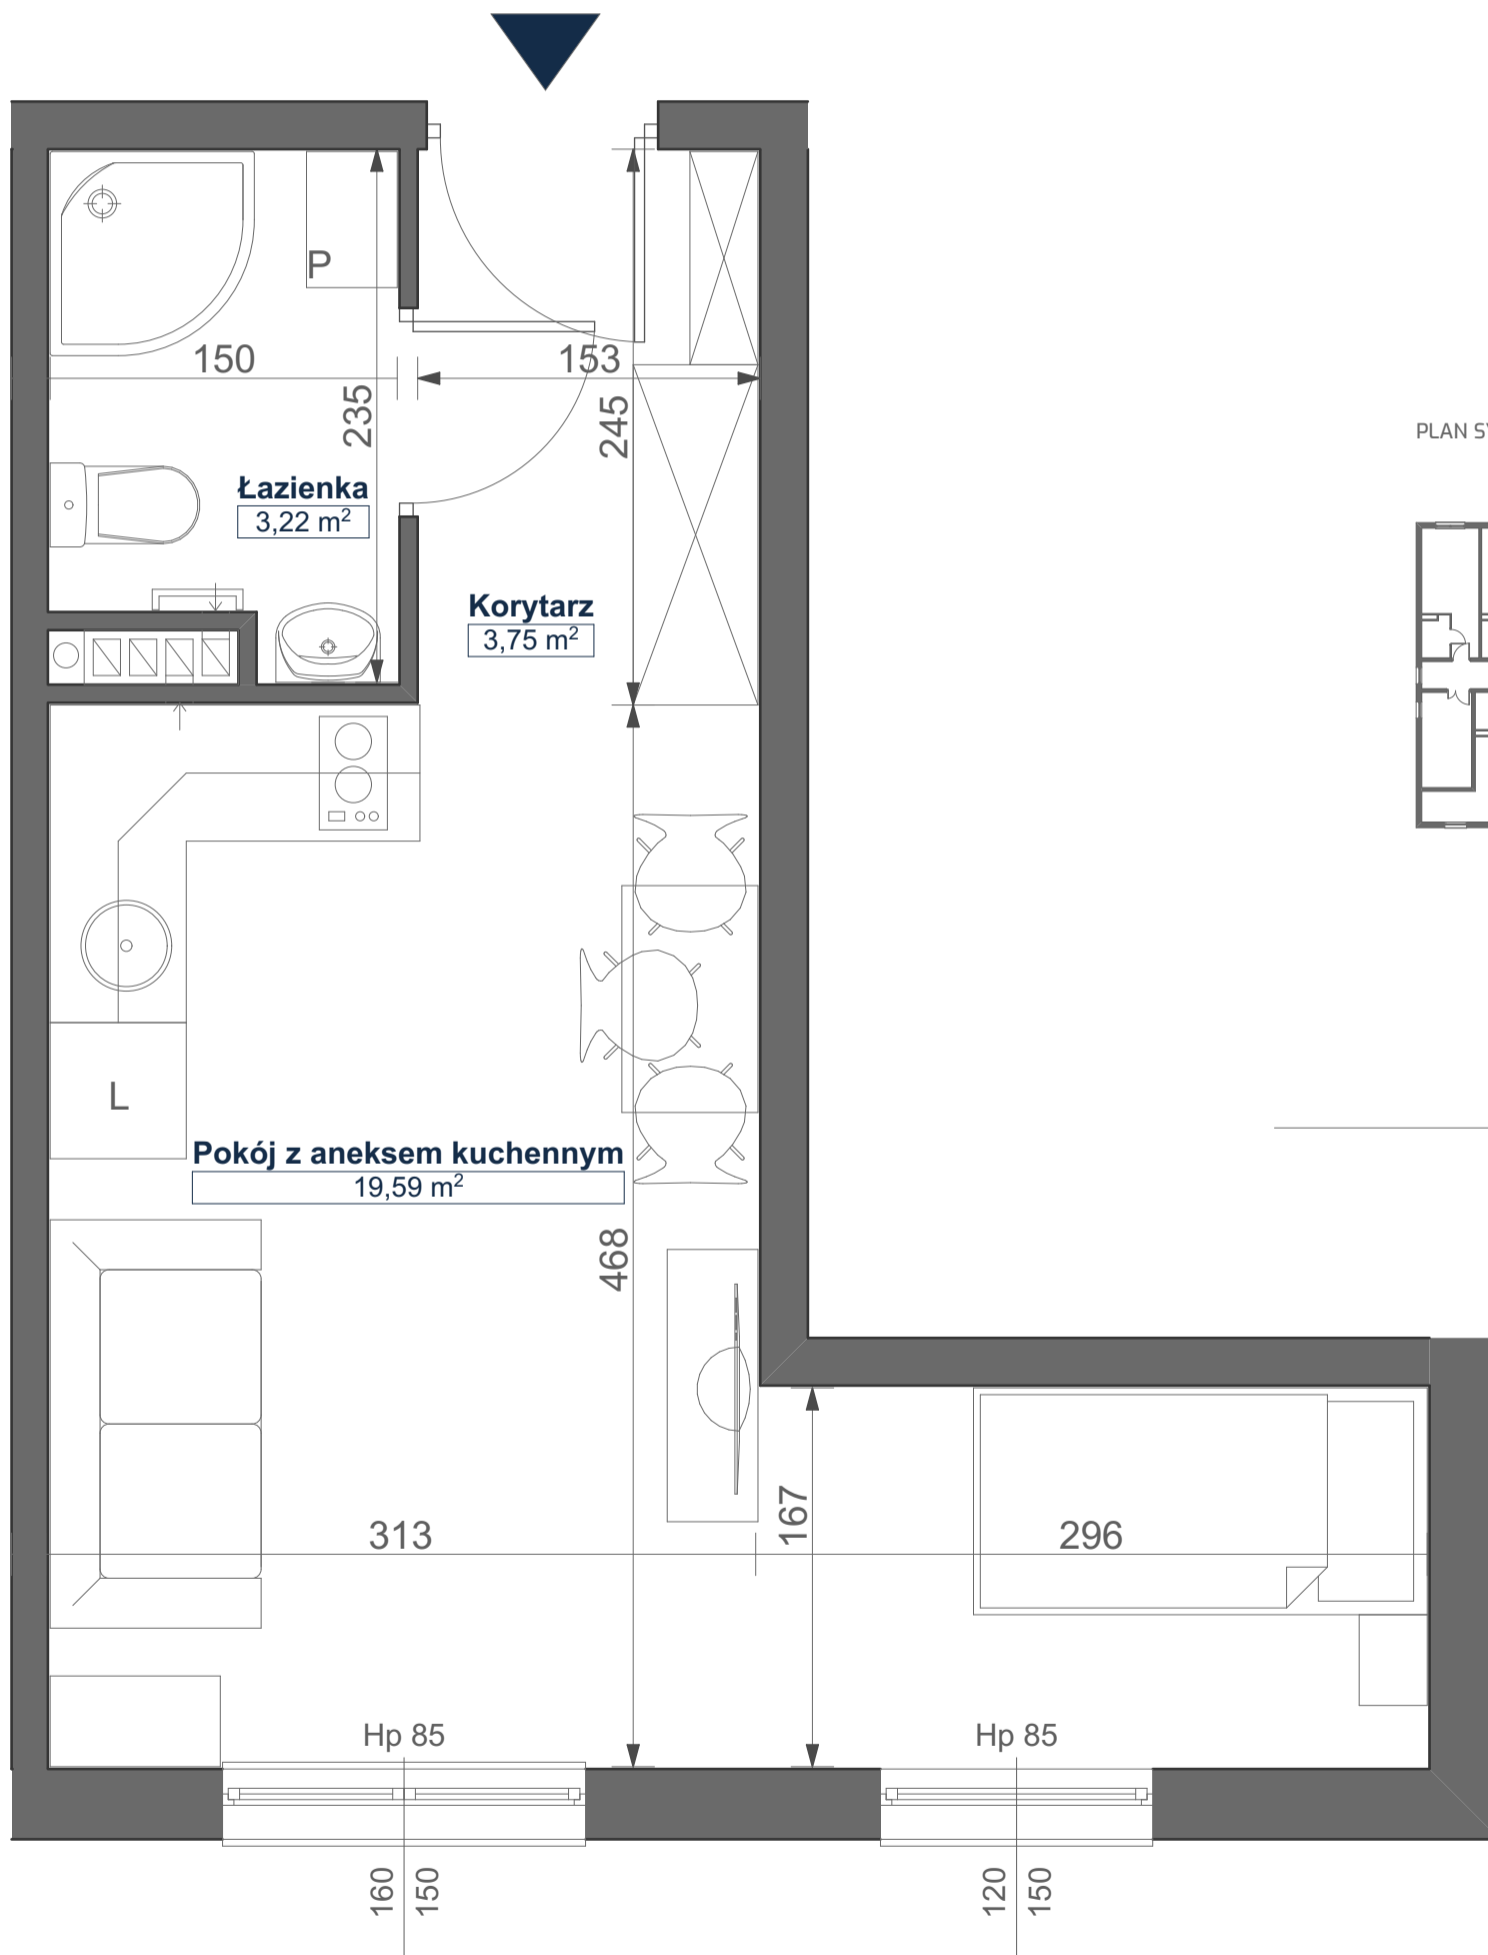 P
150
153
235
245
PLAN SY
Łazienka
3,22 m²
Korytarz
3,75 m²
L
Pokój z aneksem kuchennym
19,59 m²
468
167
313
296
Hp 85
Hp 85
160
150
120
150